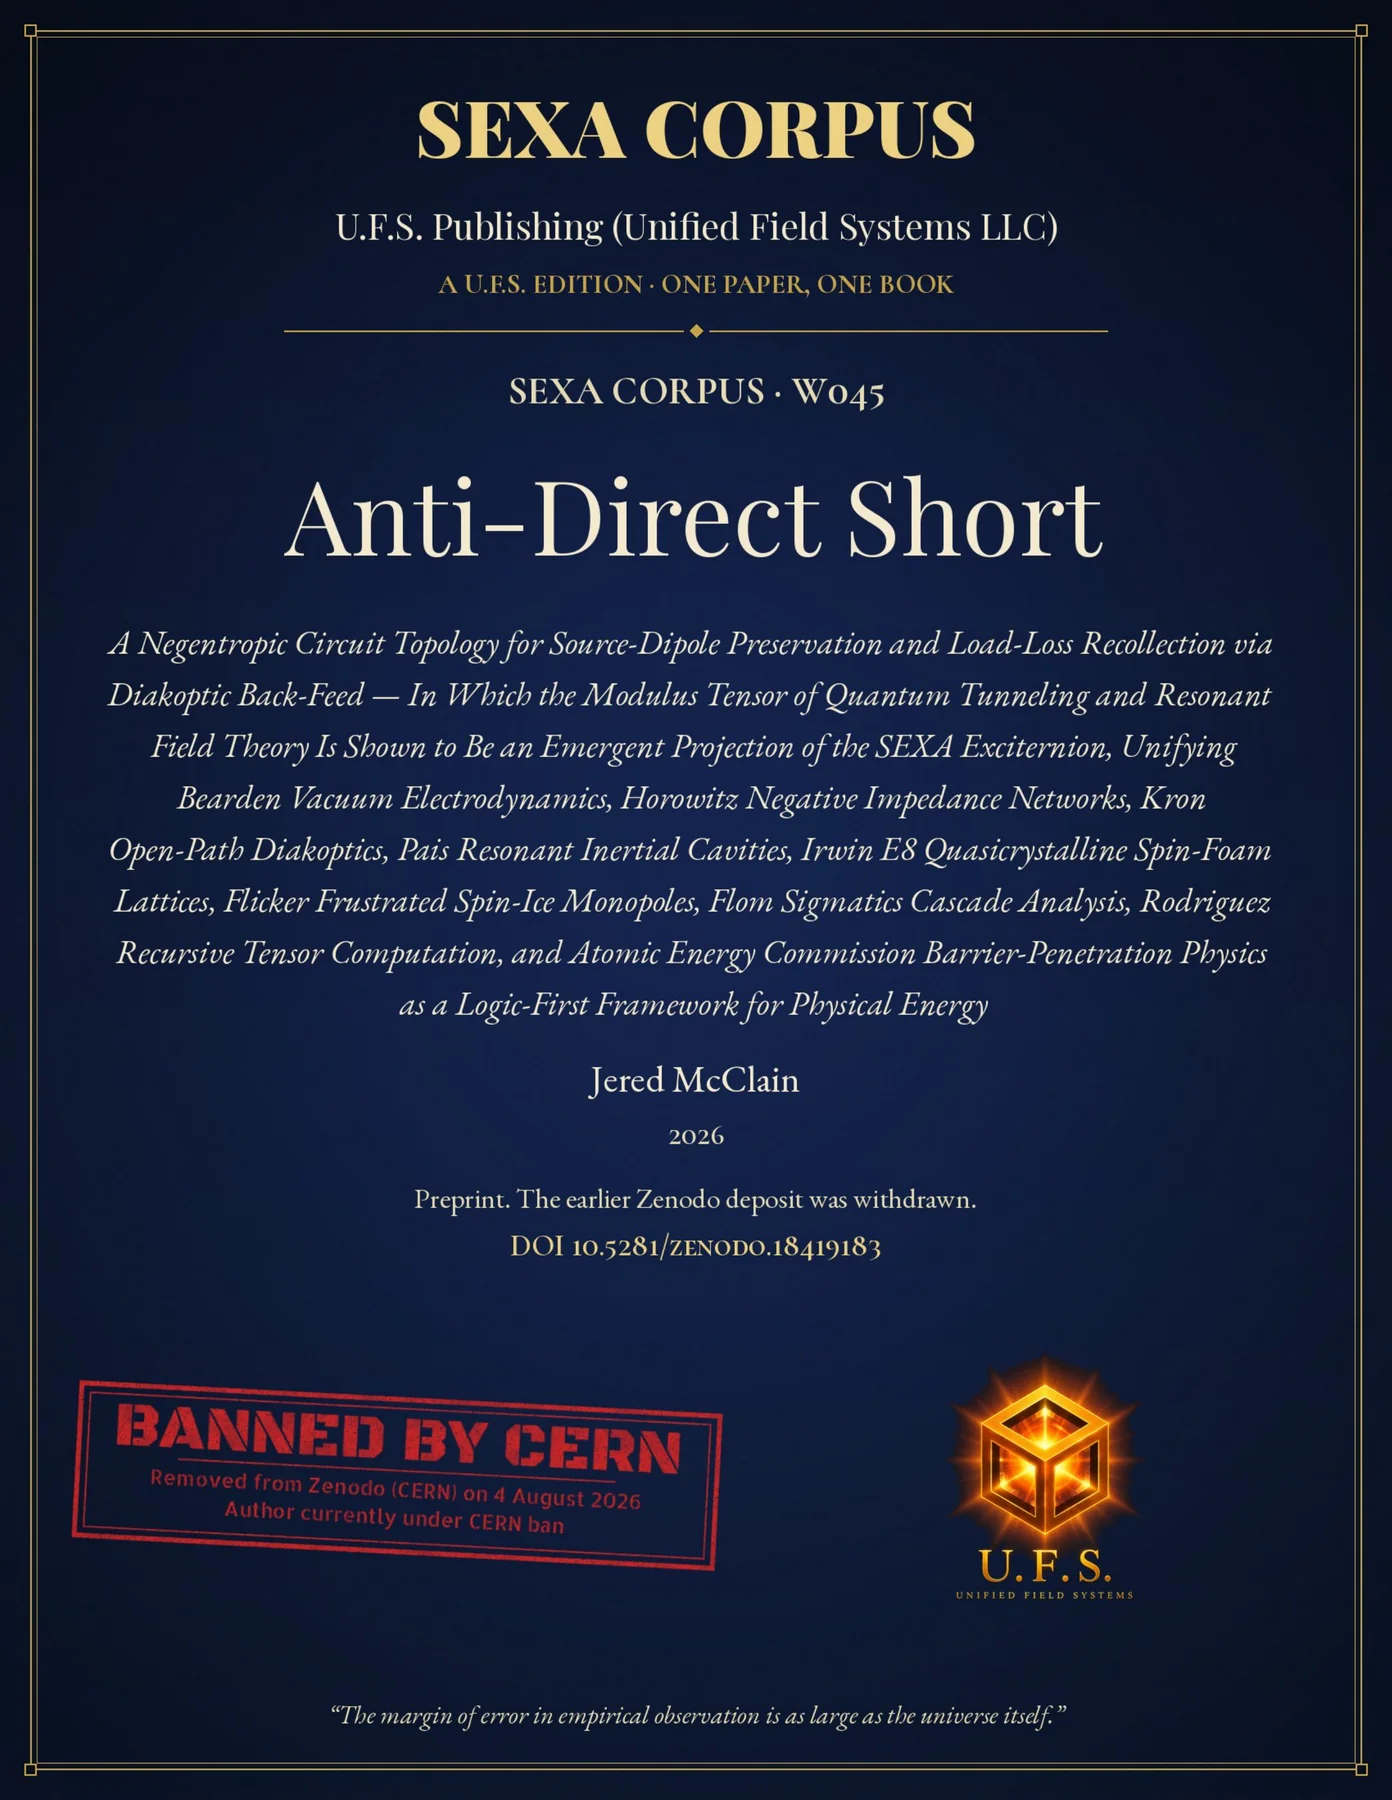 SEXA CORPUS
U.F.S. Publishing (Unified Field Systems LLC)
A U.F.S. EDITION · ONE PAPER, ONE BOOK
SEXA CORPUS · W045
Anti-Direct Short
A Negentropic Circuit Topology for Source-Dipole Preservation and Load-Loss Recollection via
Diakoptic Back-Feed — In Which the Modulus Tensor of Quantum Tunneling and Resonant
Field Theory Is Shown to Be an Emergent Projection of the SEXA Exciternion, Unifying
Bearden Vacuum Electrodynamics, Horowitz Negative Impedance Networks, Kron
Open-Path Diakoptics, Pais Resonant Inertial Cavities, Irwin E8 Quasicrystalline Spin-Foam
Lattices, Flicker Frustrated Spin-Ice Monopoles, Flom Sigmatics Cascade Analysis, Rodriguez
Recursive Tensor Computation, and Atomic Energy Commission Barrier-Penetration Physics
as a Logic-First Framework for Physical Energy
Jered McClain
2026
Preprint. The earlier Zenodo deposit was withdrawn.
DOI 10.5281/ZENODO.18419183
BANNED BY CERN
Removed from Zenodo (CERN) on 4 August 2026
Author currently under CERN ban
U.F.S.
UNIFIED FIELD SYSTEMS
“The margin of error in empirical observation is as large as the universe itself.”